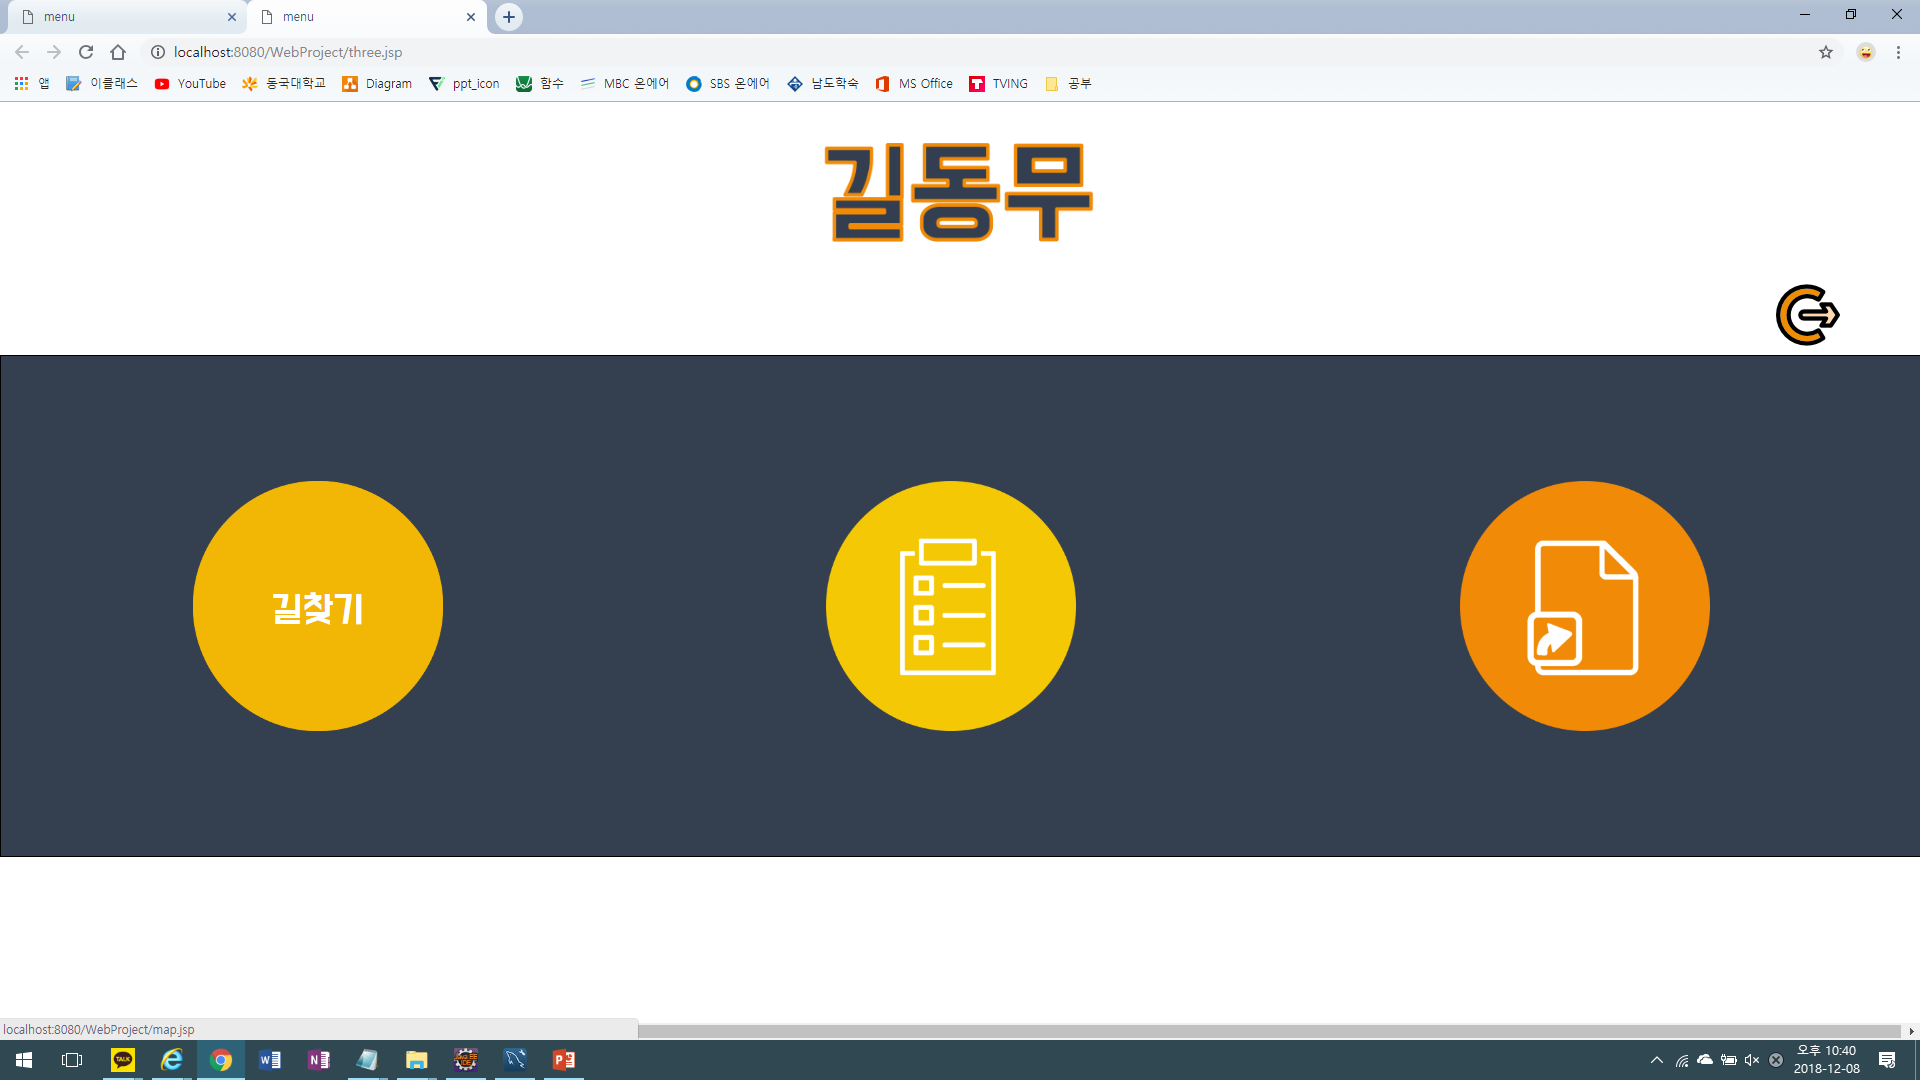 menu
menu
localhost:8080/WebProject/three.jsp
앱 이클래스 YouTube 동국대학교 Diagram ppt_icon 함수 MBC 온에어 SBS 온에어 남도학숙 MS Office TVING 공부
길동무
길찾기
localhost:8080/WebProject/map.jsp
오후 10:40
2018-12-08